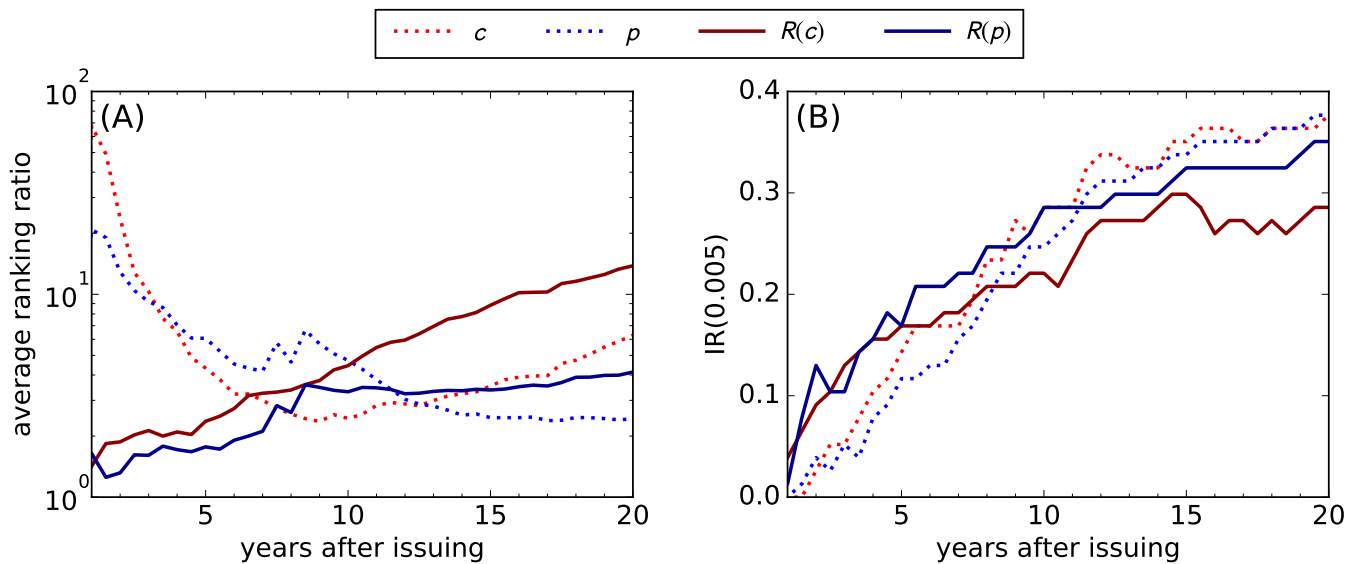 c p R(c) R(p)
(A)
average ranking ratio
10^2
10^1
10^0
5 10 15 20
years after issuing
(B)
IR(0.005)
0.4
0.3
0.2
0.1
0.0
5 10 15 20
years after issuing